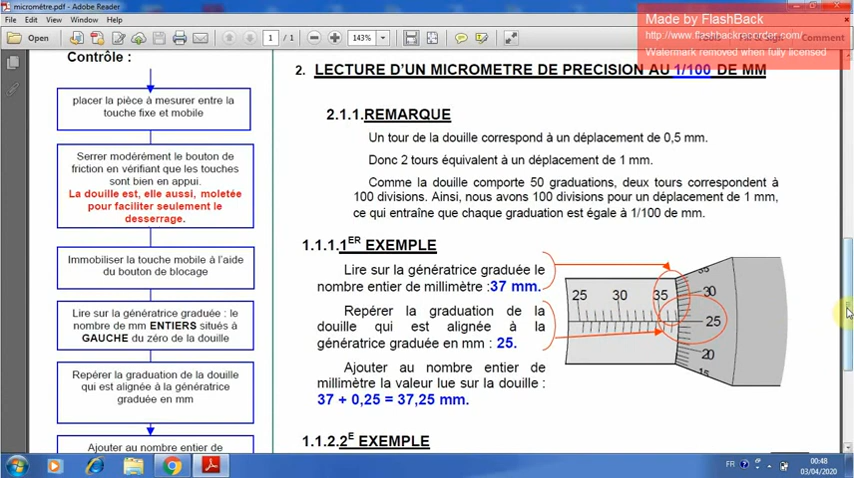 micromètre.pdf - Adobe Reader
File Edit View Window Help
Made by FlashBack
http://www.flashbackrecorder.com/
Watermark removed when fully licensed
Open
1 / 1
143%
Comment
Contrôle :
placer la pièce à mesurer entre la
touche fixe et mobile
Serrer modérément le bouton de
friction en vérifiant que les touches
sont bien en appui.
La douille est, elle aussi, moletée
pour faciliter seulement le
desserrage.
Immobiliser la touche mobile à l'aide
du bouton de blocage
Lire sur la génératrice graduée : le
nombre de mm ENTIERS situés à
GAUCHE du zéro de la douille
Repérer la graduation de la douille
qui est alignée à la génératrice
graduée en mm
Ajouter au nombre entier de
2. LECTURE D'UN MICROMETRE DE PRECISION AU 1/100 DE MM
2.1.1.REMARQUE
Un tour de la douille correspond à un déplacement de 0,5 mm.
Donc 2 tours équivalent à un déplacement de 1 mm.
Comme la douille comporte 50 graduations, deux tours correspondent à
100 divisions. Ainsi, nous avons 100 divisions pour un déplacement de 1 mm,
ce qui entraîne que chaque graduation est égale à 1/100 de mm.
1.1.1.1ER EXEMPLE
Lire sur la génératrice graduée le
nombre entier de millimètre :37 mm.
Repérer la graduation de la
douille qui est alignée à la
génératrice graduée en mm : 25.
Ajouter au nombre entier de
millimètre la valeur lue sur la douille :
37 + 0,25 = 37,25 mm.
25 30 35
35
30
25
20
15
1.1.2.2E EXEMPLE
FR
00:48
03/04/2020